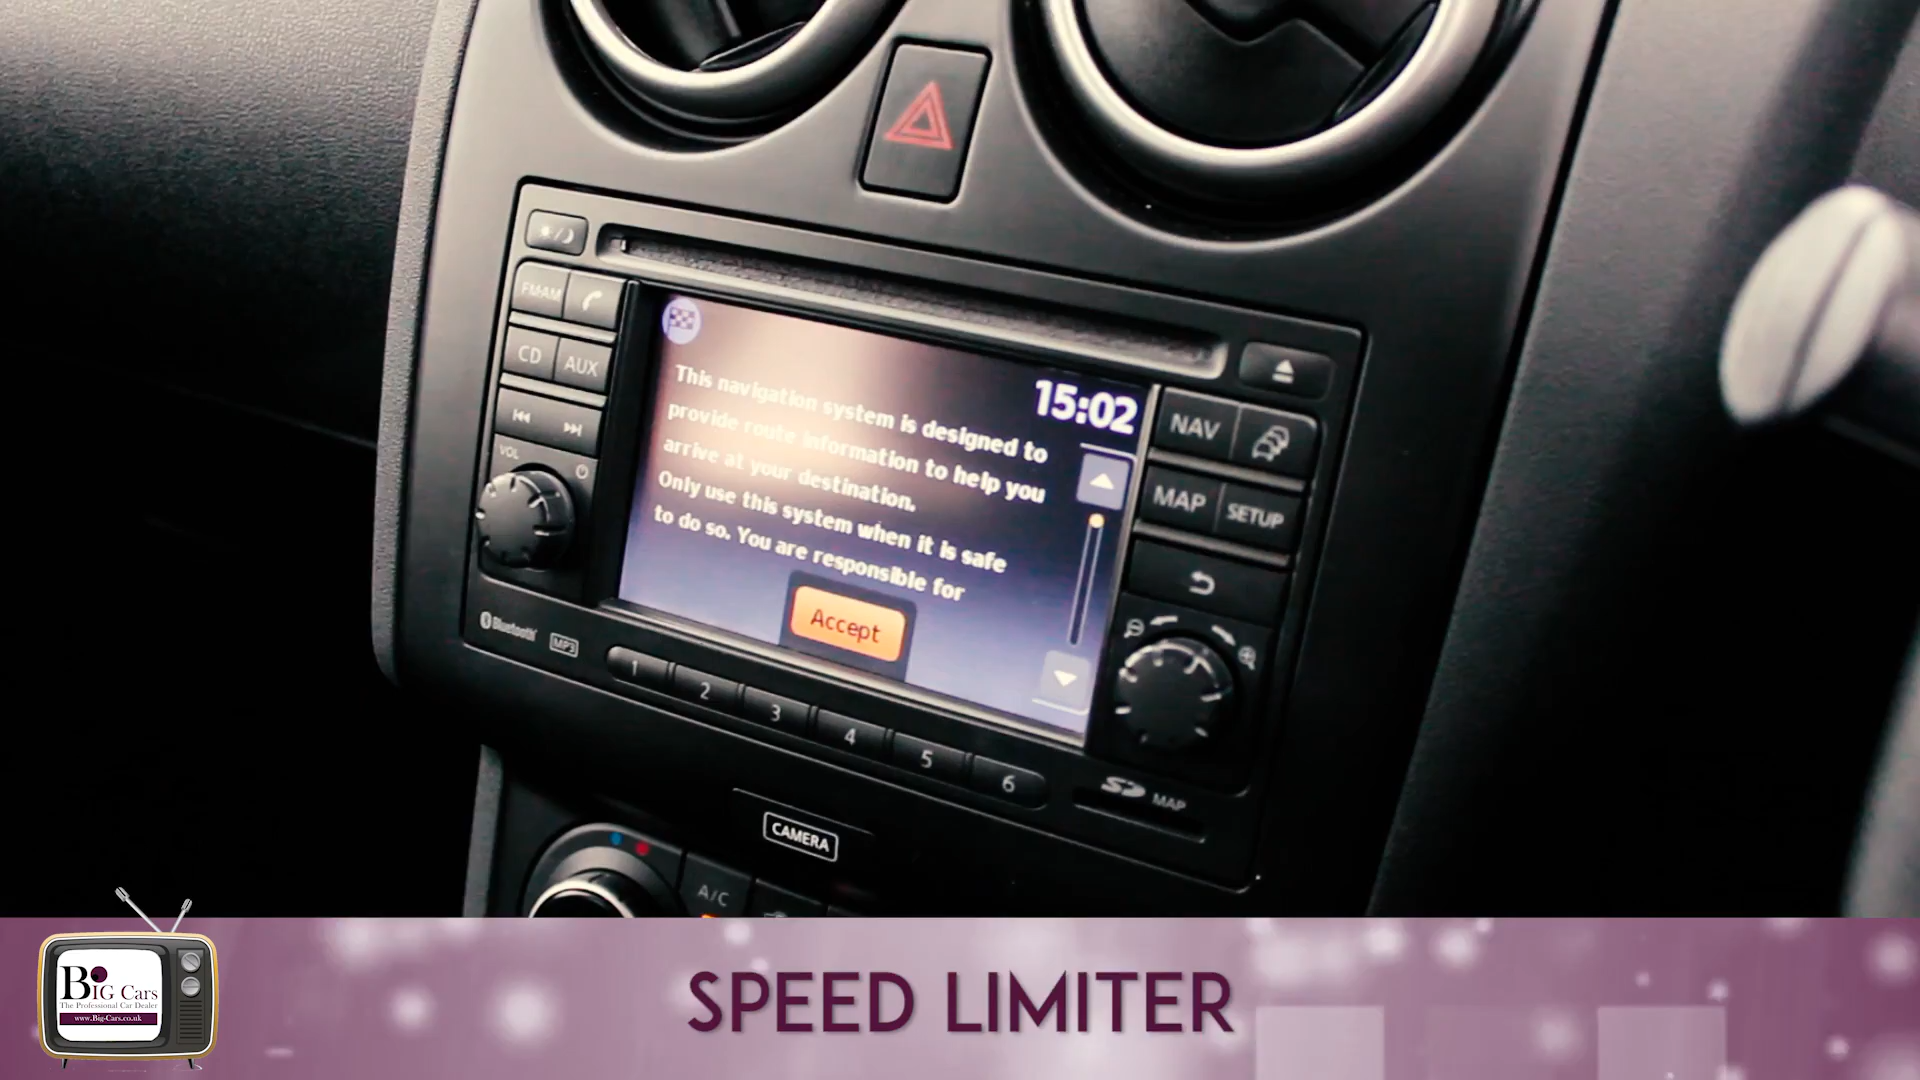 FM·AM
CD
AUX
VOL
Bluetooth
MP3
This navigation system is designed to
provide route information to help you
arrive at your destination.
Only use this system when it is safe
to do so. You are responsible for
15:02
Accept
NAV
MAP
SETUP
1
2
3
4
5
6
SD MAP
CAMERA
A/C
BIG Cars
The Professional Car Dealer
www.Big-Cars.co.uk
SPEED LIMITER